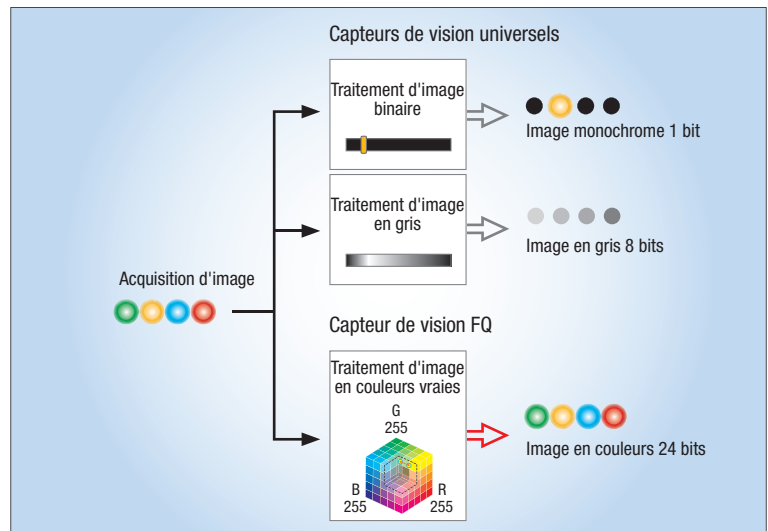 Capteurs de vision universels
Traitement d'image
binaire
Image monochrome 1 bit
Traitement d'image
en gris
Image en gris 8 bits
Acquisition d'image
Capteur de vision FQ
Traitement d'image
en couleurs vraies
G
255
B
255
R
255
Image en couleurs 24 bits